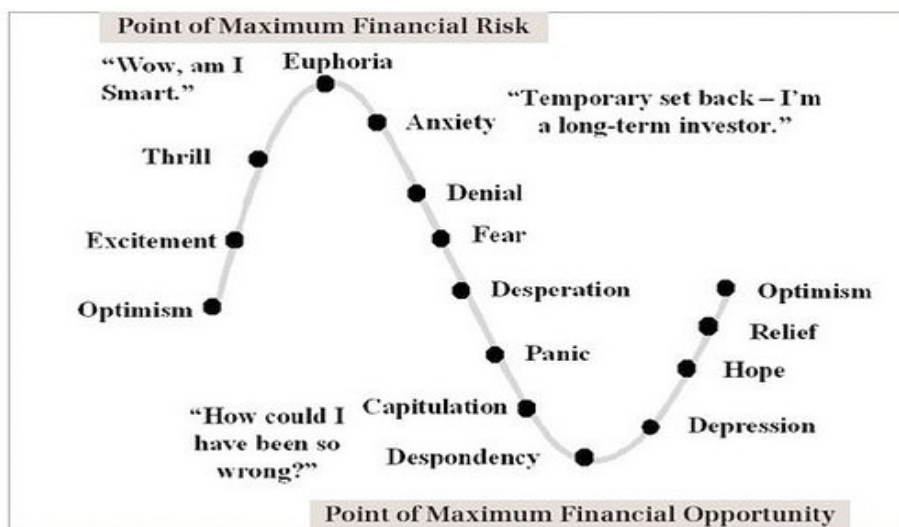 Point of Maximum Financial Risk
“Wow, am I
Smart.”
Euphoria
“Temporary set back – I’m
a long-term investor.”
Anxiety
Thrill
Denial
Excitement
Fear
Desperation
Optimism
Optimism
Relief
Panic
Hope
Capitulation
“How could I
have been so
wrong?”
Depression
Despondency
Point of Maximum Financial Opportunity